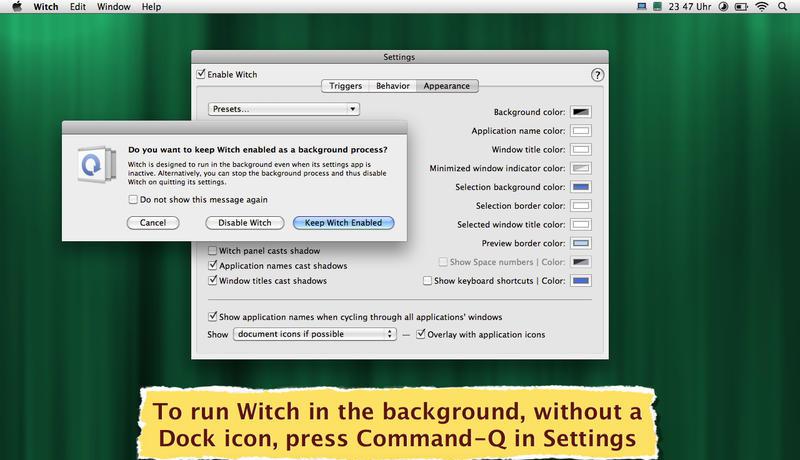 Witch Edit Window Help 23 47 Uhr
Settings
Enable Witch
?
Triggers Behavior Appearance
Presets...
Background color:
Application name color:
Window title color:
Minimized window indicator color:
Selection background color:
Selection border color:
Selected window title color:
Preview border color:
Show Space numbers | Color:
Show keyboard shortcuts | Color:
Do you want to keep Witch enabled as a background process?
Witch is designed to run in the background even when its settings app is
inactive. Alternatively, you can stop the background process and thus disable
Witch on quitting its settings.
Do not show this message again
Cancel Disable Witch Keep Witch Enabled
Witch panel casts shadow
Application names cast shadows
Window titles cast shadows
Show application names when cycling through all applications' windows
Show document icons if possible — Overlay with application icons
To run Witch in the background, without a
Dock icon, press Command-Q in Settings